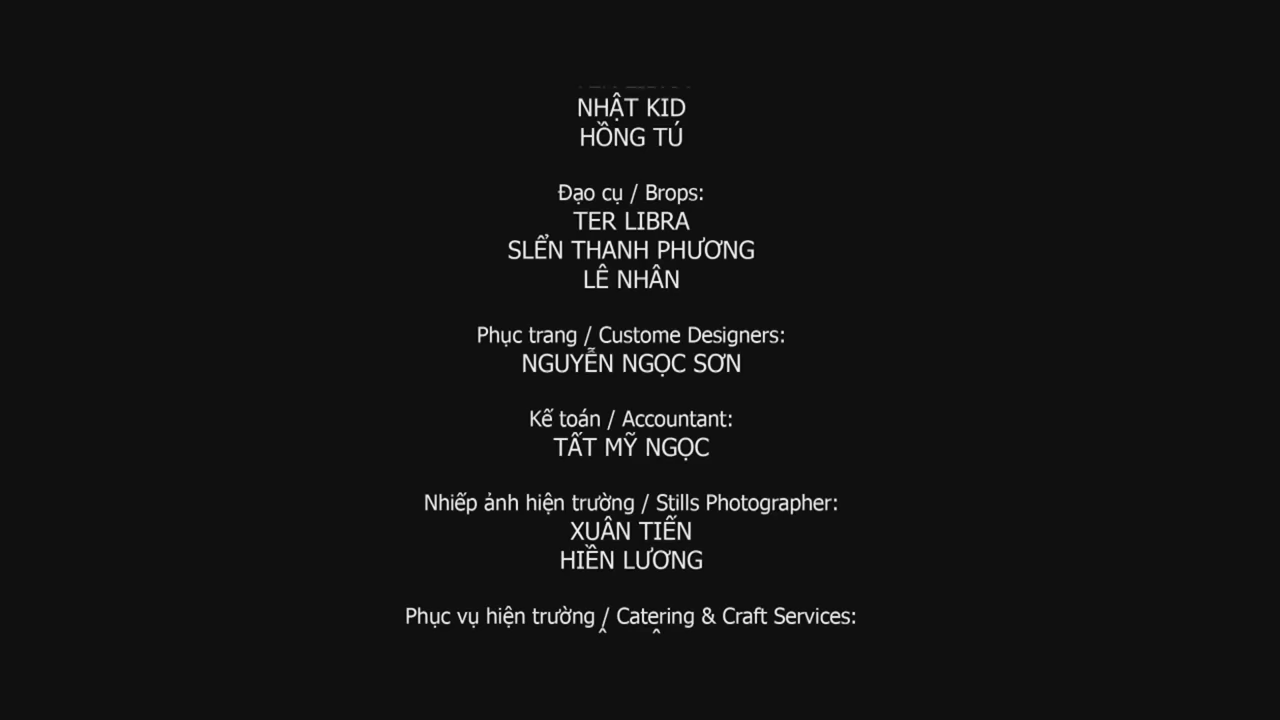 NHẬT KID
HỒNG TÚ
Đạo cụ / Brops:
TER LIBRA
SLỂN THANH PHƯƠNG
LÊ NHÂN
Phục trang / Custome Designers:
NGUYỄN NGỌC SƠN
Kế toán / Accountant:
TẤT MỸ NGỌC
Nhiếp ảnh hiện trường / Stills Photographer:
XUÂN TIẾN
HIỀN LƯƠNG
Phục vụ hiện trường / Catering & Craft Services: